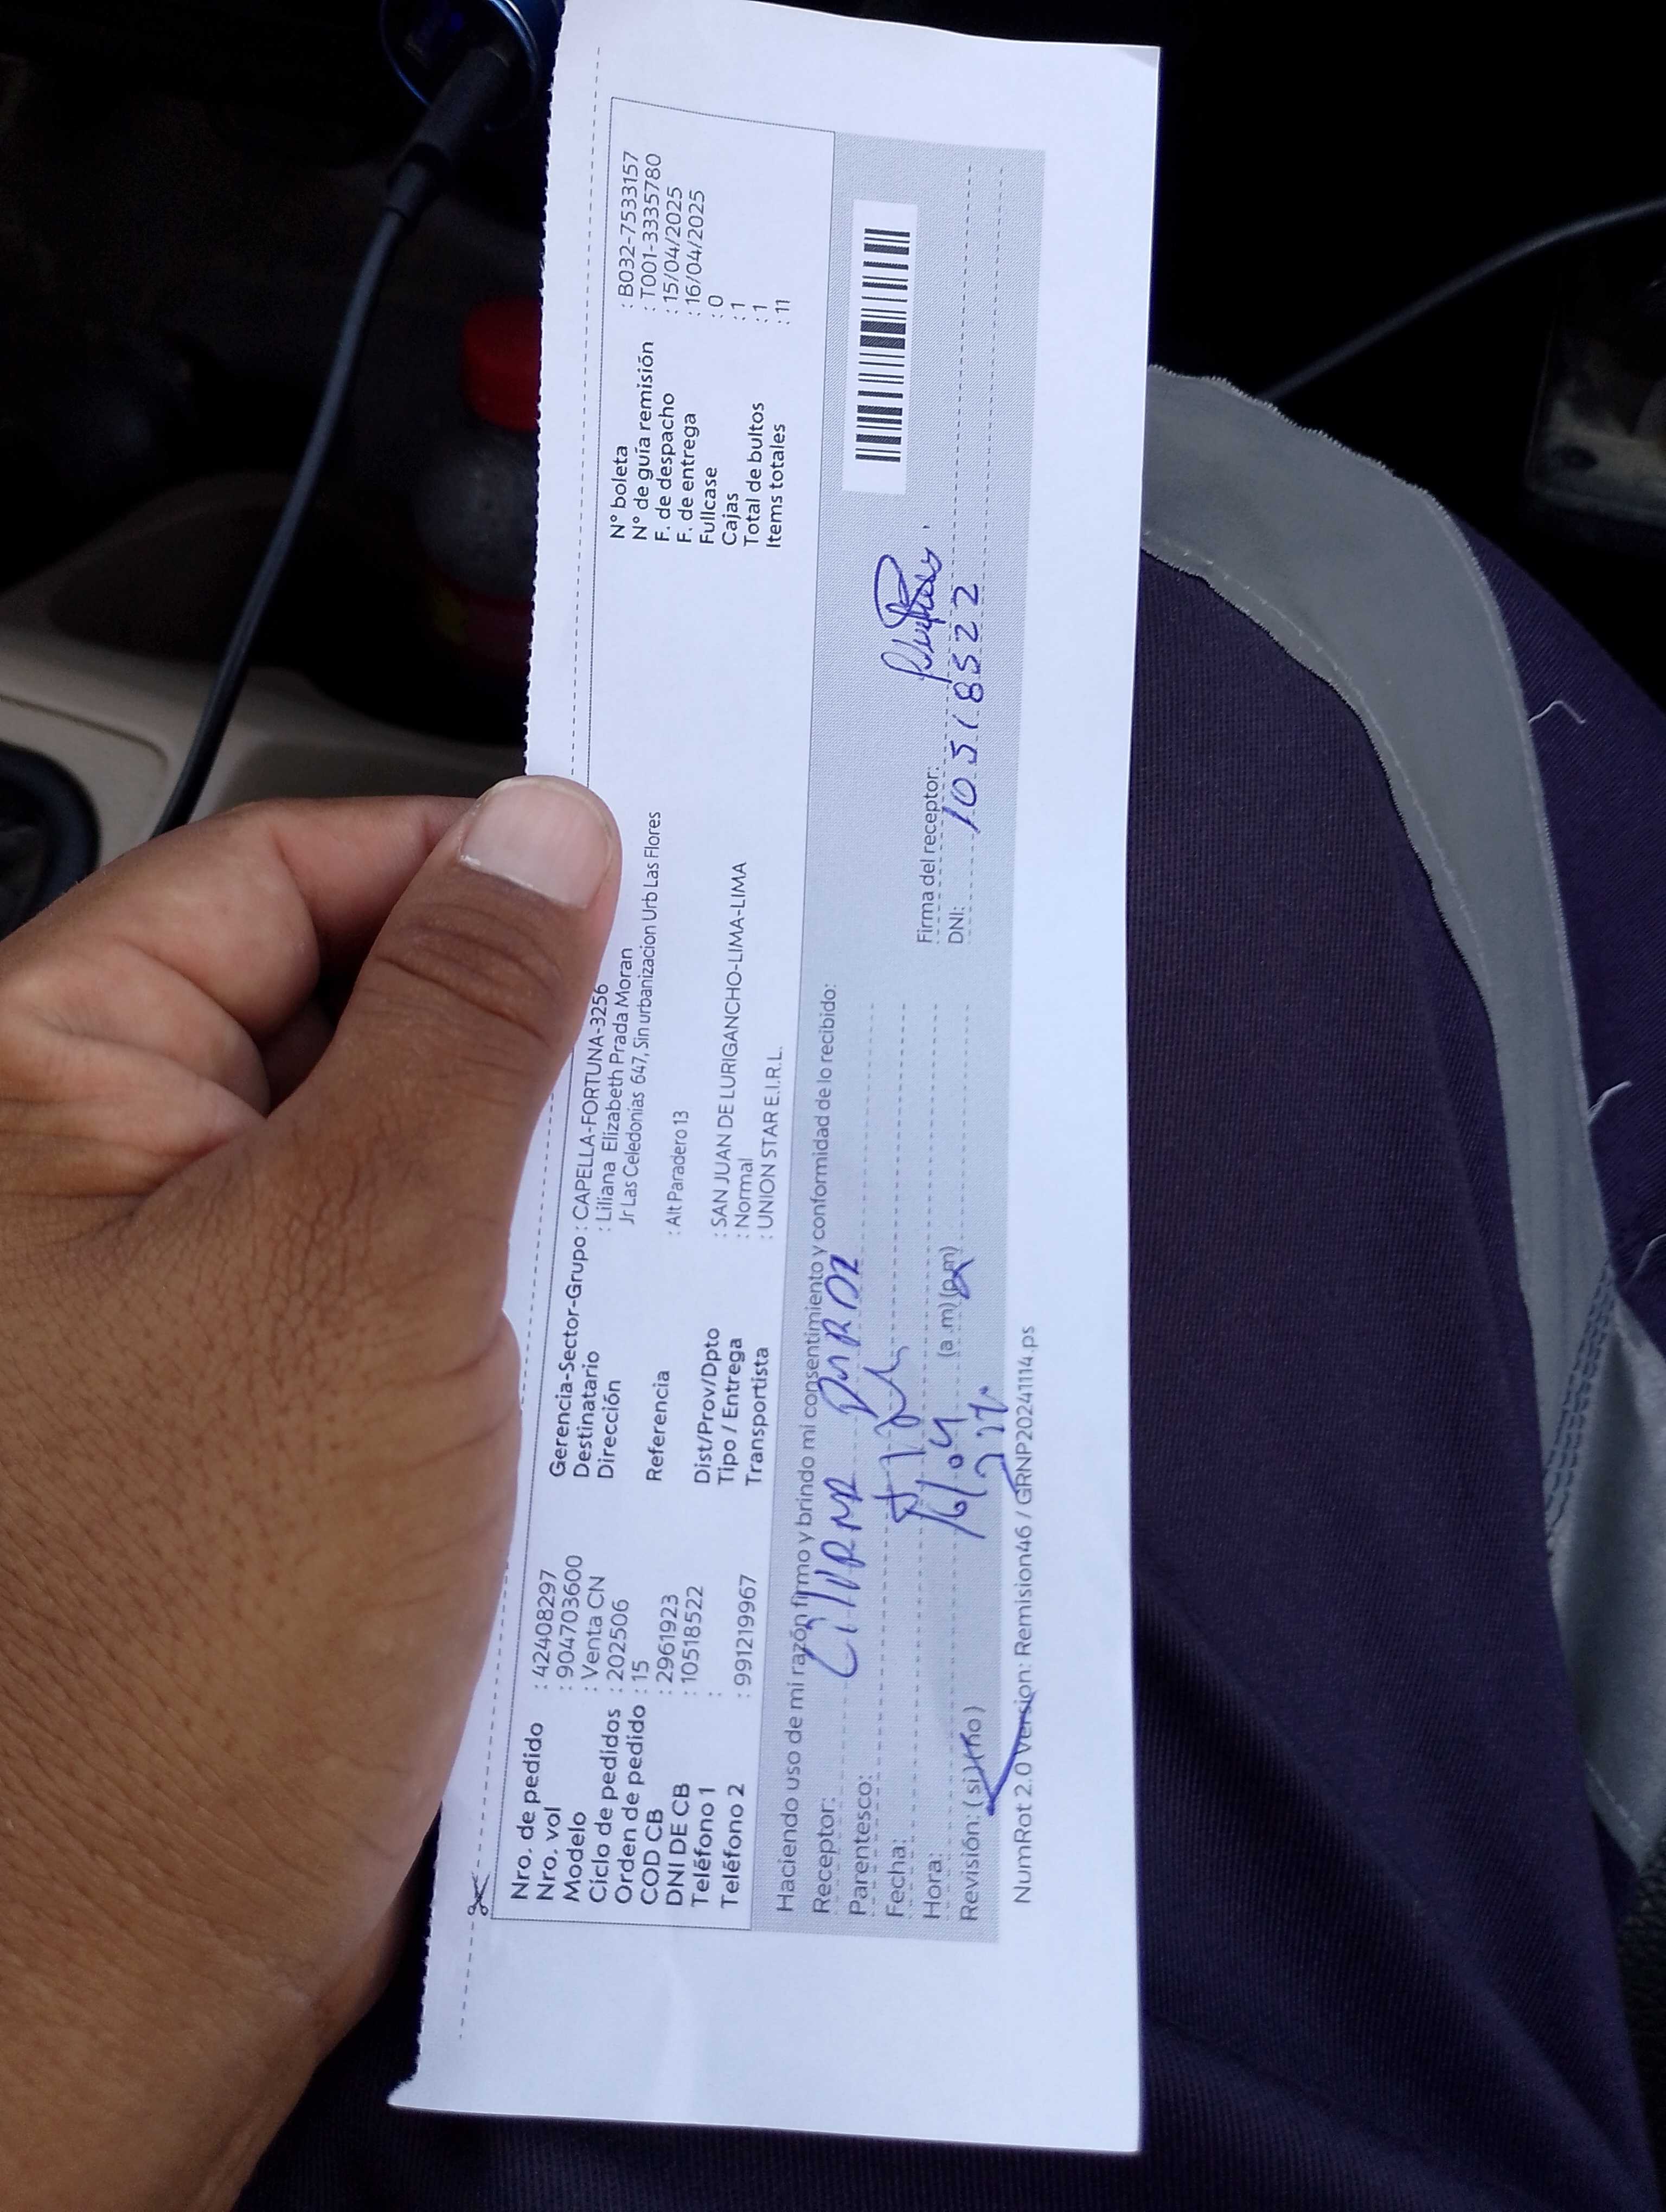 Nro. de pedido : 42408297
Nro. vol : 904703600
Modelo : Venta CN
Ciclo de pedidos : 202506
Orden de pedido : 15
COD CB : 2961923
DNI DE CB : 10518522
Teléfono 1 :
Teléfono 2 : 991219967
Gerencia-Sector-Grupo : CAPELLA-FORTUNA-3256
Destinatario : Liliana Elizabeth Prada Moran
Dirección Jr Las Celedonias 647, Sin urbanizacion Urb Las Flores
Referencia : Alt Paradero 13
Dist/Prov/Dpto : SAN JUAN DE LURIGANCHO-LIMA-LIMA
Tipo / Entrega : Normal
Transportista : UNION STAR E.I.R.L.
N° boleta : B032-7533157
N° de guía remisión : T001-3335780
F. de despacho : 15/04/2025
F. de entrega : 16/04/2025
Fullcase : 0
Cajas : 1
Total de bultos : 1
Items totales : 11
Haciendo uso de mi razón firmo y brindo mi consentimiento y conformidad de lo recibido:
Receptor:
Parentesco:
Fecha: 16/.04
Hora: (a.m) (p.m)
Revisión: (si) (no)
Firma del receptor:
DNI: 10518522
NumRot 2.0 Version: Remision46 / GRNP20241114.ps